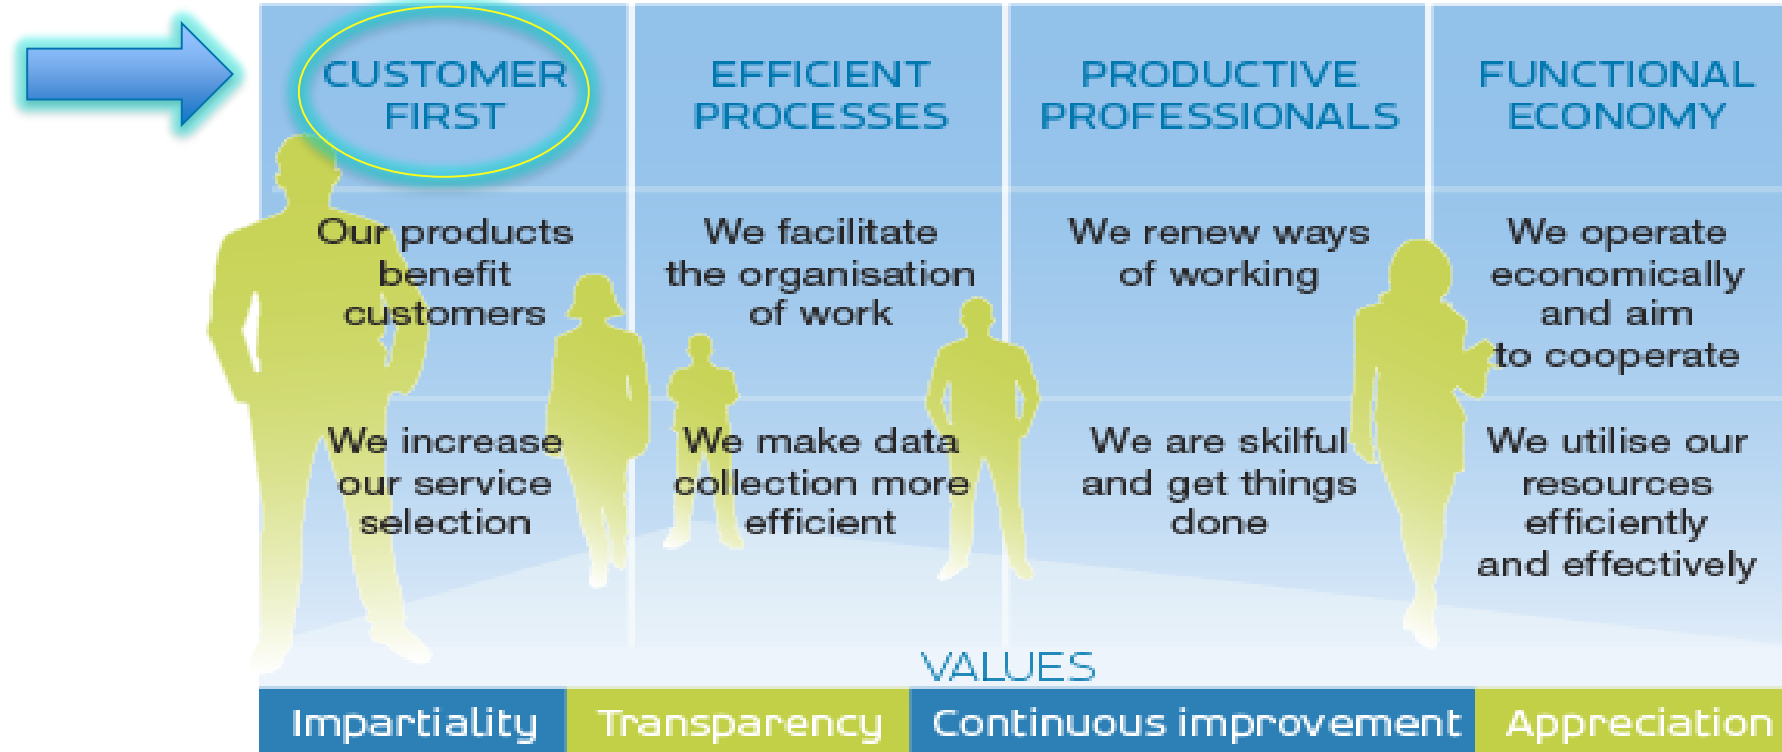 CUSTOMER
FIRST
EFFICIENT
PROCESSES
PRODUCTIVE
PROFESSIONALS
FUNCTIONAL
ECONOMY
Our products
benefit
customers
We facilitate
the organisation
of work
We renew ways
of working
We operate
economically
and aim
to cooperate
We increase
our service
selection
We make data
collection more
efficient
We are skilful
and get things
done
We utilise our
resources
efficiently
and effectively
VALUES
Impartiality
Transparency
Continuous improvement
Appreciation